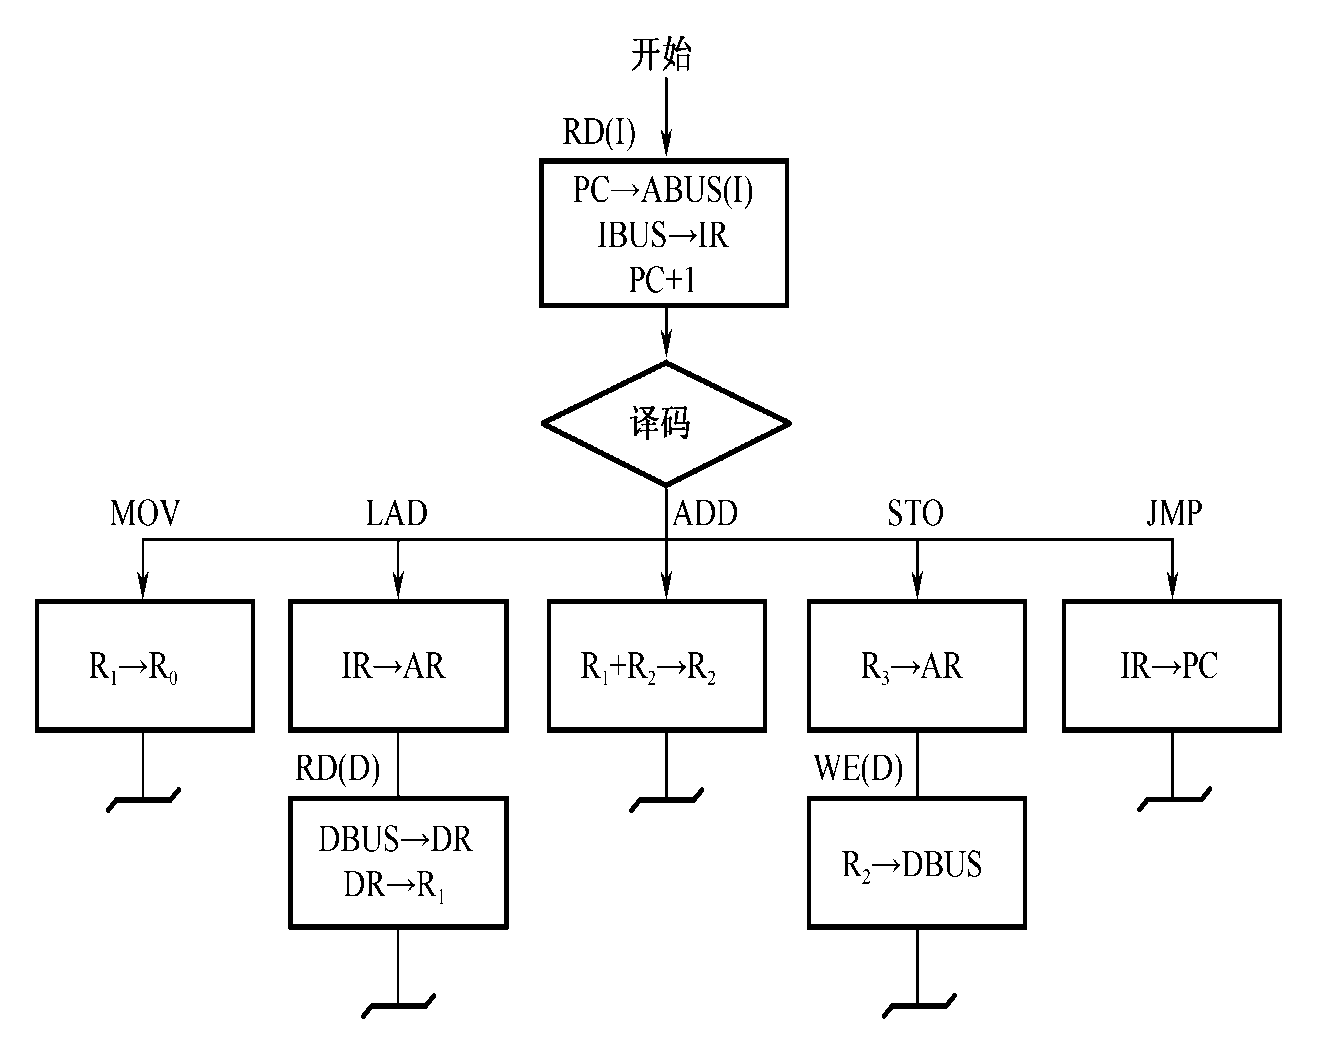 开始
RD(I)
PC→ABUS(I)
IBUS→IR
PC+1
译码
MOV
LAD
ADD
STO
JMP
R₁→R₀
IR→AR
R₁+R₂→R₂
R₃→AR
IR→PC
RD(D)
WE(D)
DBUS→DR
DR→R₁
R₂→DBUS